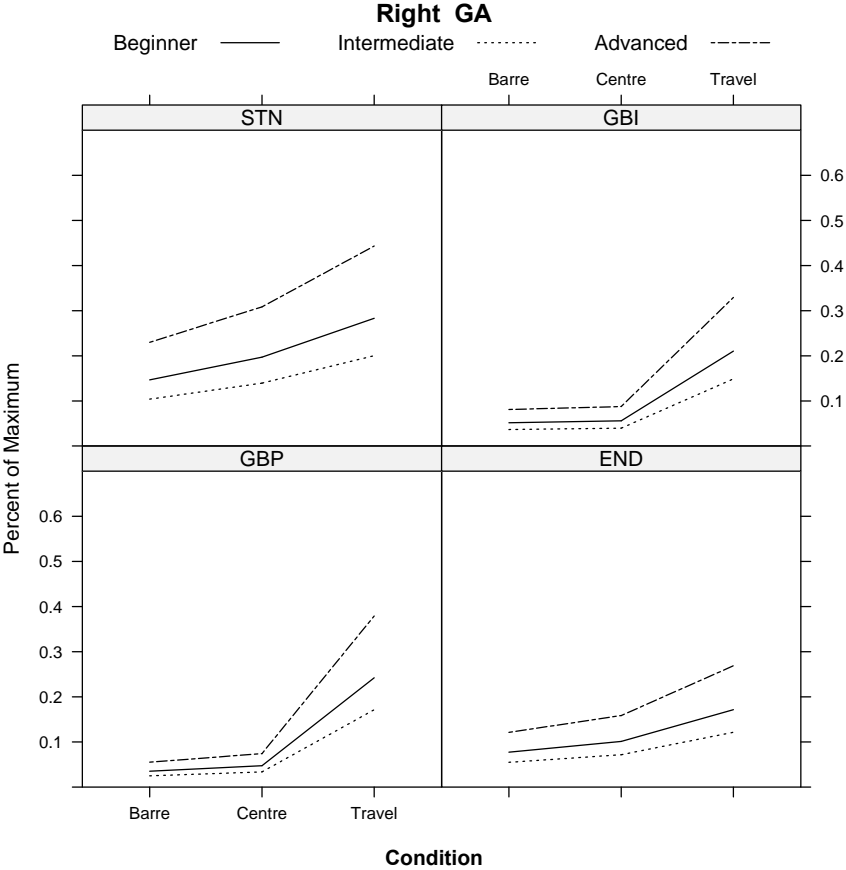 Right GA
Beginner Intermediate Advanced
Barre Centre Travel
STN GBI
0.6
0.5
0.4
0.3
0.2
0.1
Percent of Maximum
GBP END
0.6
0.5
0.4
0.3
0.2
0.1
Barre Centre Travel
Condition